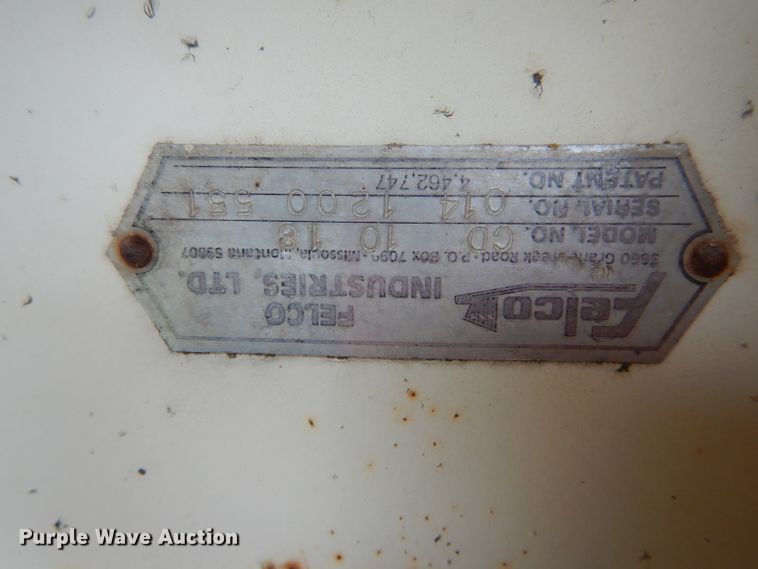 Felco
FELCO
INDUSTRIES, LTD.
3660 Grant Creek Road • P.O. Box 7090 • Missoula, Montana 59807
MODEL NO. CD 10 18
SERIAL NO. 014 1200 551
PATENT NO. 4,462,747
Purple Wave Auction